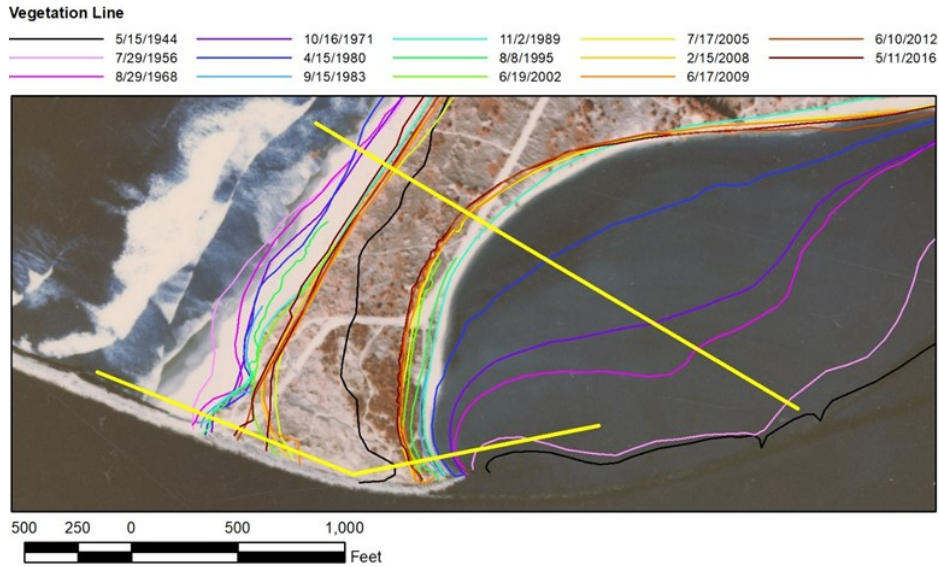 Vegetation Line
5/15/1944 10/16/1971 11/2/1989 7/17/2005 6/10/2012
7/29/1956 4/15/1980 8/8/1995 2/15/2008 5/11/2016
8/29/1968 9/15/1983 6/19/2002 6/17/2009
500 250 0 500 1,000
Feet